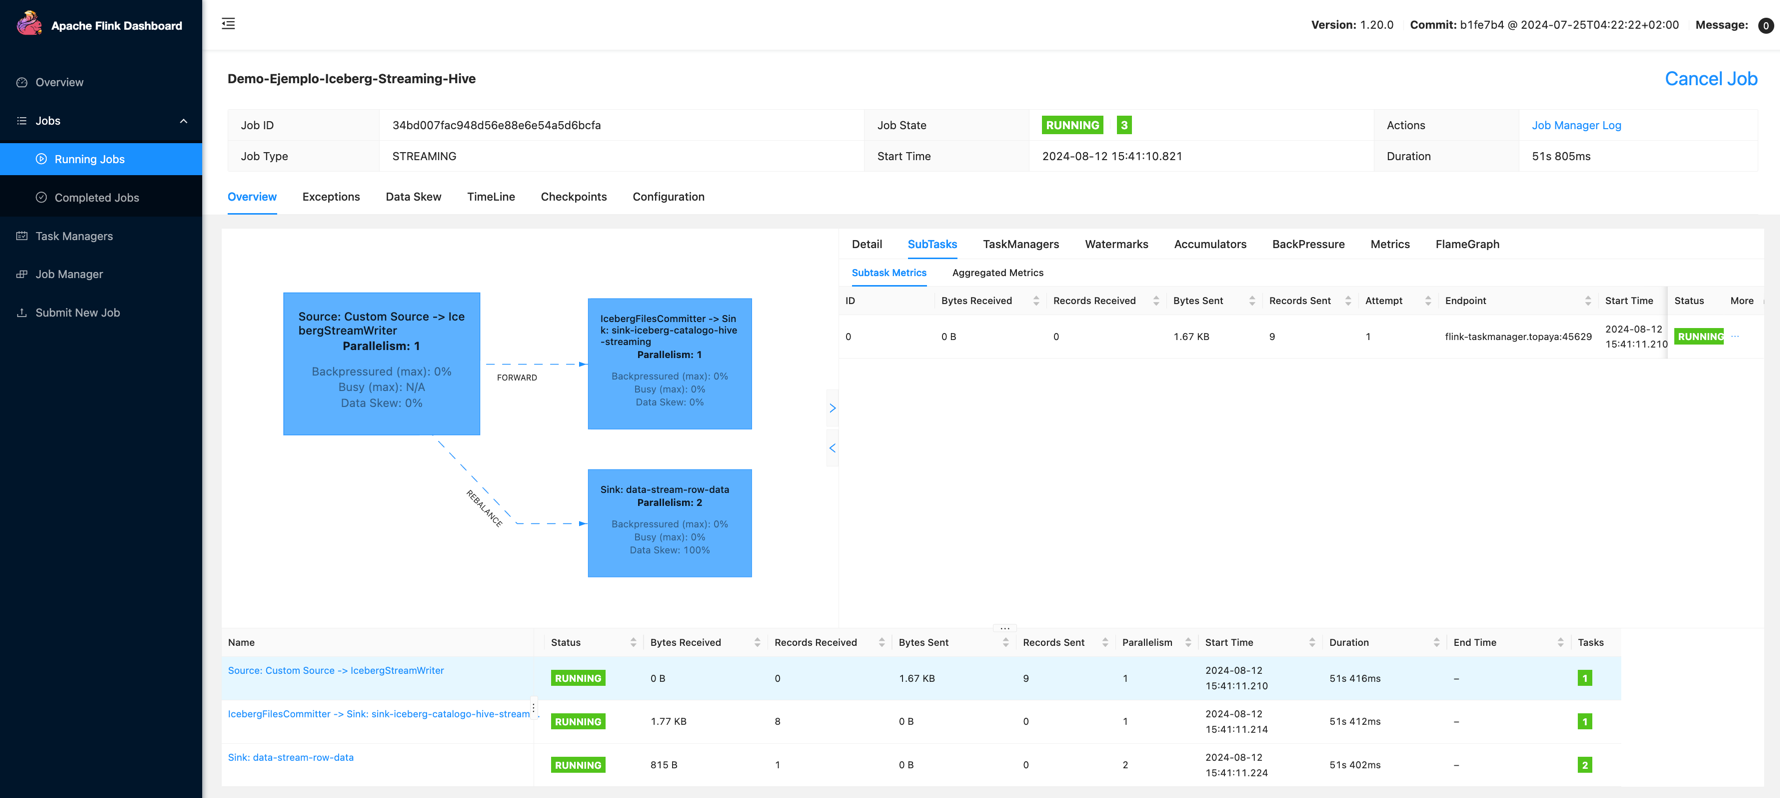 Apache Flink Dashboard
Version: 1.20.0 Commit: b1fe7b4 @ 2024-07-25T04:22:22+02:00 Message: 0
Overview
Jobs
Running Jobs
Completed Jobs
Task Managers
Job Manager
Submit New Job
Demo-Ejemplo-Iceberg-Streaming-Hive
Cancel Job
Job ID 34bd007fac948d56e88e6e54a5d6bcfa Job State RUNNING 3 Actions Job Manager Log
Job Type STREAMING Start Time 2024-08-12 15:41:10.821 Duration 51s 805ms
Overview Exceptions Data Skew TimeLine Checkpoints Configuration
Source: Custom Source -> Ice
bergStreamWriter
Parallelism: 1
Backpressured (max): 0%
Busy (max): N/A
Data Skew: 0%
FORWARD
IcebergFilesCommitter -> Sin
k: sink-iceberg-catalogo-hive
-streaming
Parallelism: 1
Backpressured (max): 0%
Busy (max): 0%
Data Skew: 0%
REBALANCE
Sink: data-stream-row-data
Parallelism: 2
Backpressured (max): 0%
Busy (max): 0%
Data Skew: 100%
Detail SubTasks TaskManagers Watermarks Accumulators BackPressure Metrics FlameGraph
Subtask Metrics Aggregated Metrics
ID Bytes Received Records Received Bytes Sent Records Sent Attempt Endpoint Start Time Status More
0 0 B 0 1.67 KB 9 1 flink-taskmanager.topaya:45629 2024-08-12 RUNNING ...
15:41:11.210
Name Status Bytes Received Records Received Bytes Sent Records Sent Parallelism Start Time Duration End Time Tasks
Source: Custom Source -> IcebergStreamWriter RUNNING 0 B 0 1.67 KB 9 1 2024-08-12 51s 416ms – 1
15:41:11.210
IcebergFilesCommitter -> Sink: sink-iceberg-catalogo-hive-stream RUNNING 1.77 KB 8 0 B 0 1 2024-08-12 51s 412ms – 1
15:41:11.214
Sink: data-stream-row-data RUNNING 815 B 1 0 B 0 2 2024-08-12 51s 402ms – 2
15:41:11.224